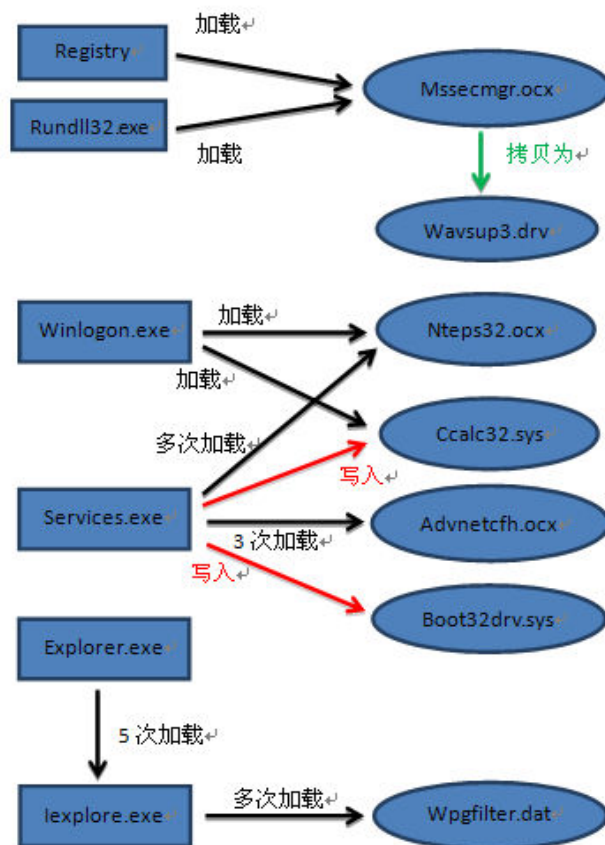 加载↵
Registry↵
Mssecmgr.ocx↵
Rundll32.exe↵
加载
拷贝为↵
Wavsup3.drv↵
加载↵
Winlogon.exe↵
Nteps32.ocx↵
加载↵
多次加载↵
Ccalc32.sys↵
写入↵
Services.exe↵
Advnetcfh.ocx↵
3 次加载↵
写入↵
Boot32drv.sys↵
Explorer.exe↵
5 次加载↵
Iexplore.exe↵
多次加载↵
Wpgfilter.dat↵